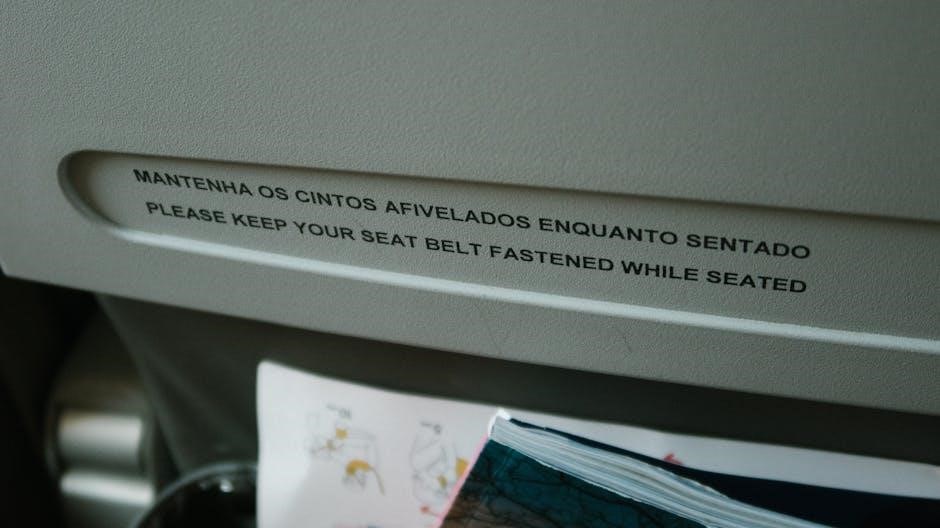 MANTENHA OS CINTOS AFIVELADOS ENQUANTO SENTADO
PLEASE KEEP YOUR SEAT BELT FASTENED WHILE SEATED